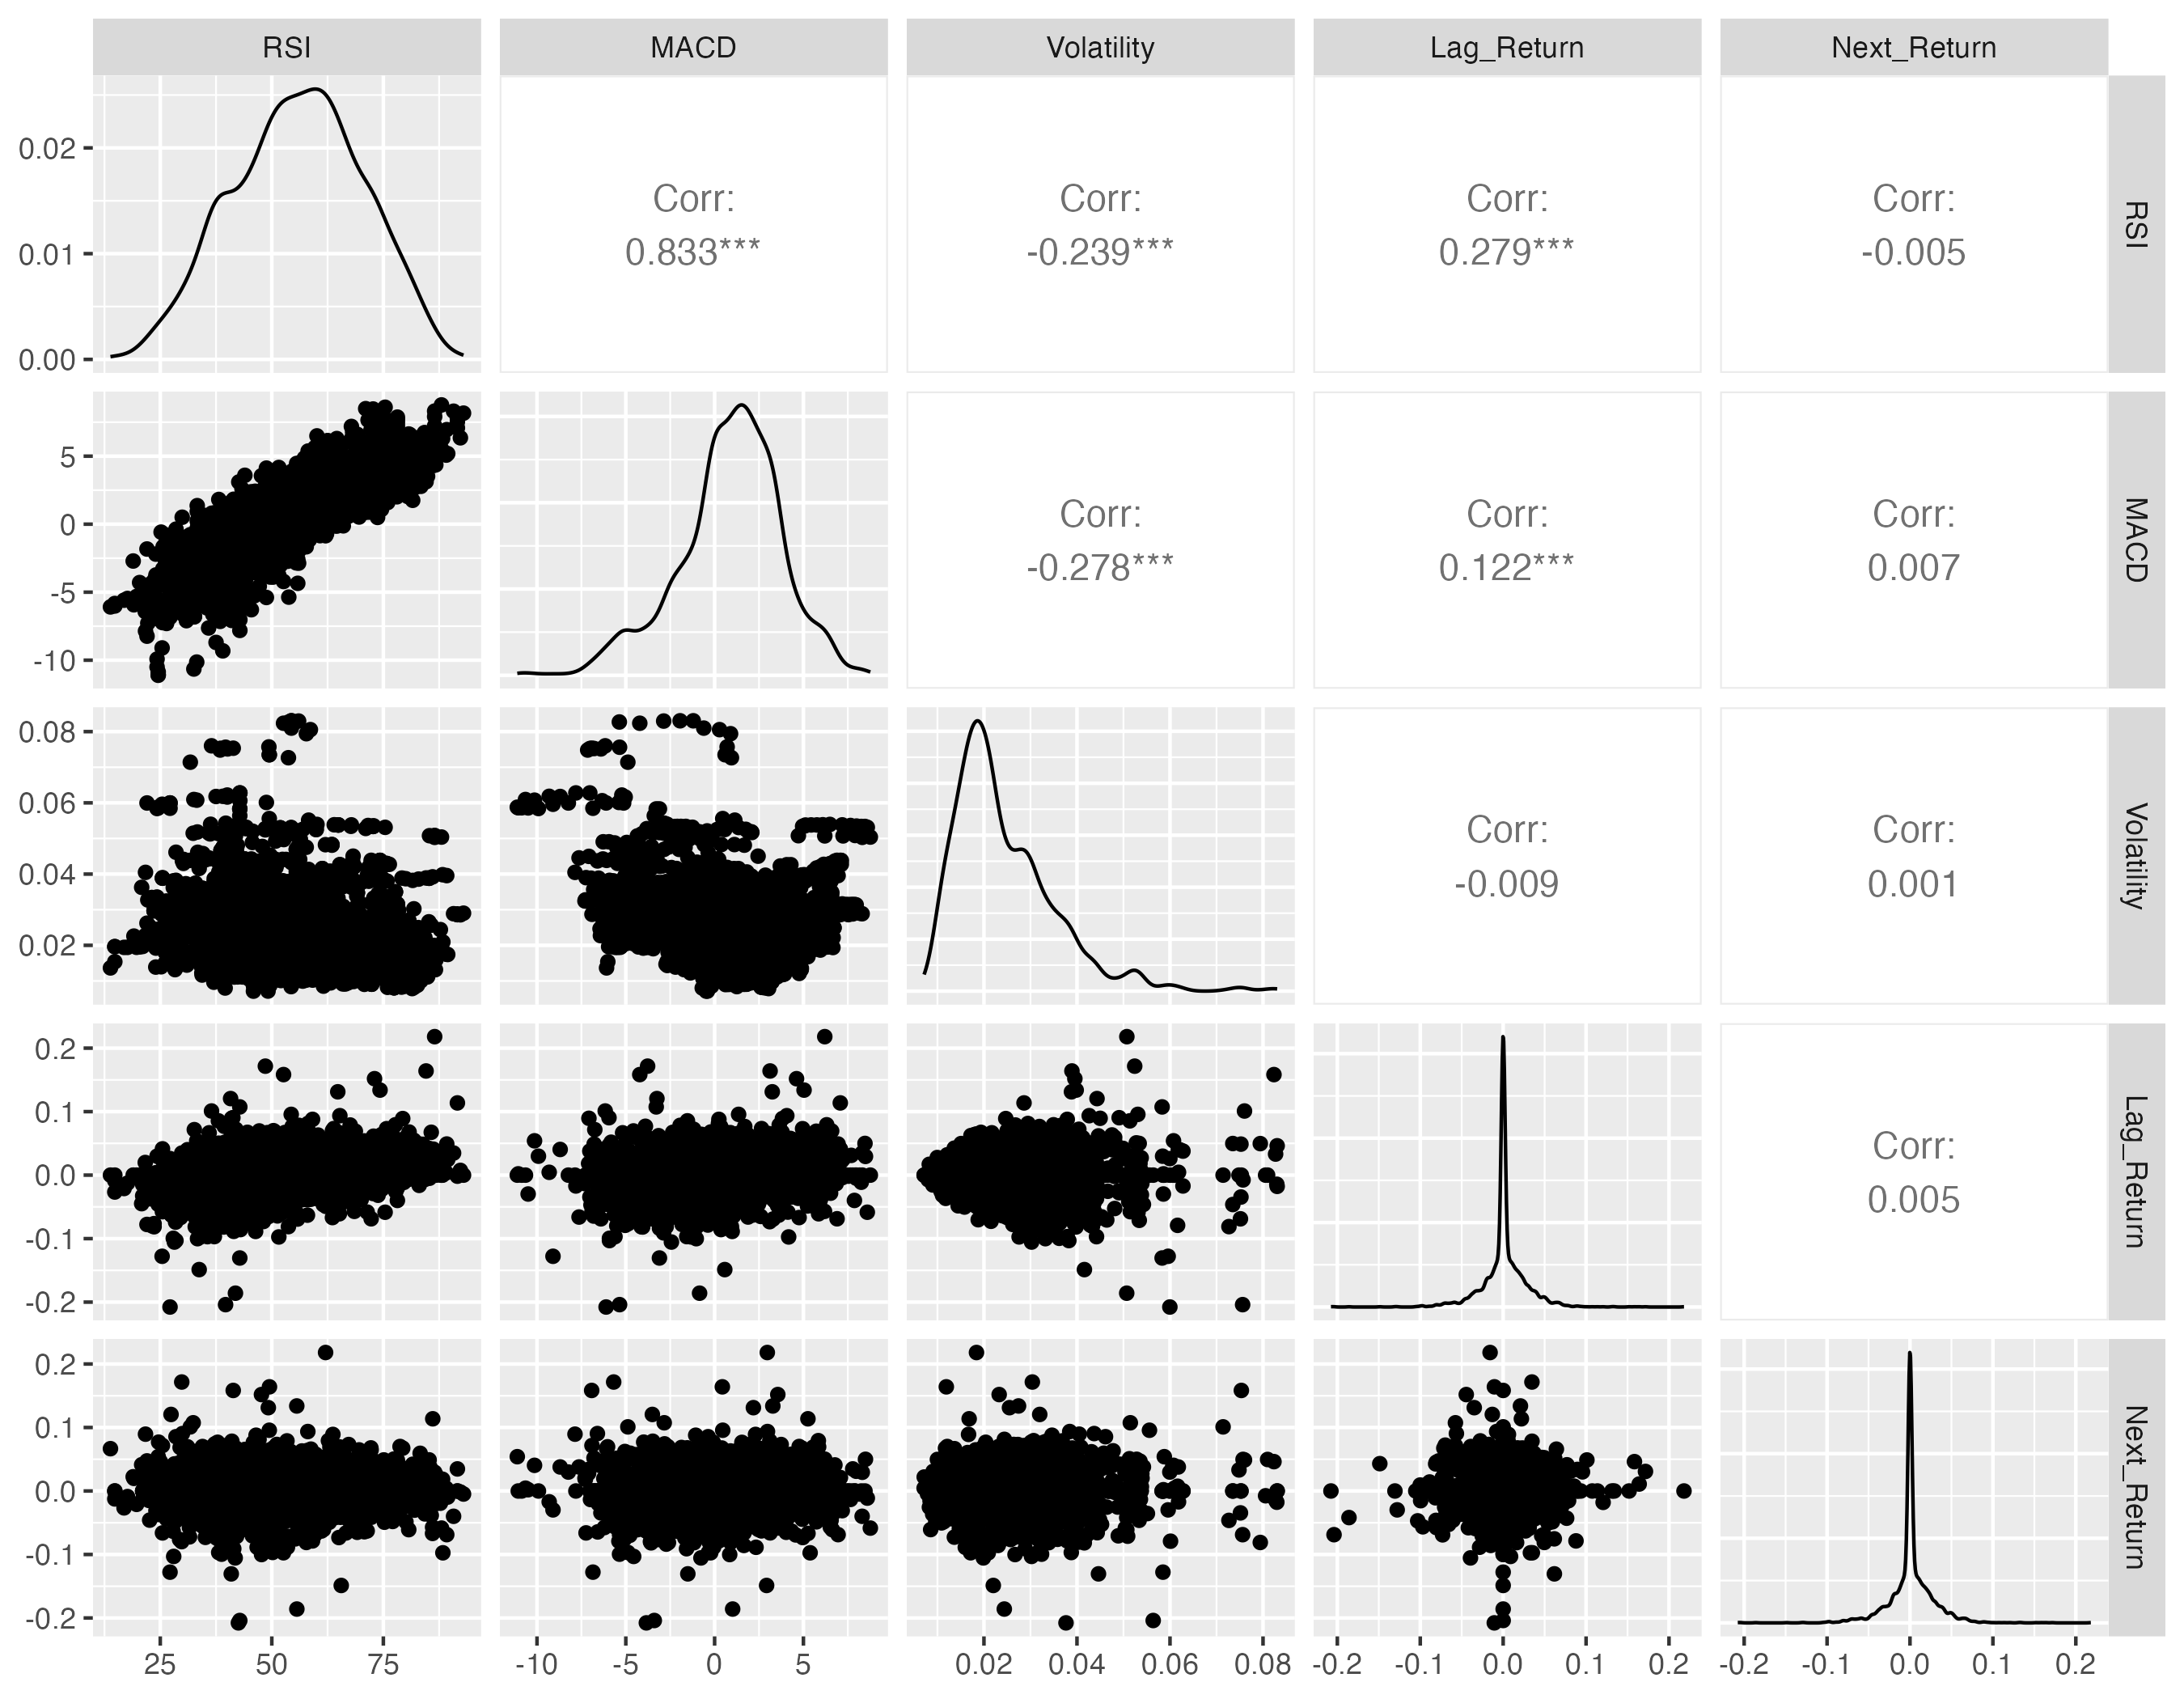 RSI MACD Volatility Lag_Return Next_Return
0.02
0.01
0.00
Corr:
0.833***
Corr:
-0.239***
Corr:
0.279***
Corr:
-0.005
RSI
5
0
-5
-10
Corr:
-0.278***
Corr:
0.122***
Corr:
0.007
MACD
0.08
0.06
0.04
0.02
Corr:
-0.009
Corr:
0.001
Volatility
0.2
0.1
0.0
-0.1
-0.2
Corr:
0.005
Lag_Return
0.2
0.1
0.0
-0.1
-0.2
Next_Return
25 50 75 -10 -5 0 5 0.02 0.04 0.06 0.08 -0.2 -0.1 0.0 0.1 0.2 -0.2 -0.1 0.0 0.1 0.2